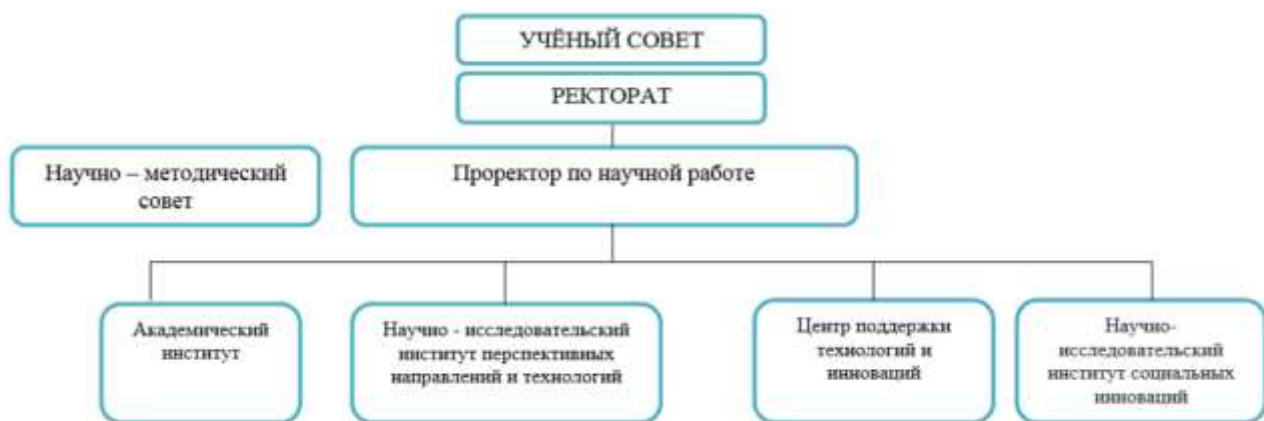 УЧЁНЫЙ СОВЕТ
РЕКТОРАТ
Научно – методический
совет
Проректор по научной работе
Академический
институт
Научно - исследовательский
институт перспективных
направлений и технологий
Центр поддержки
технологий и
инноваций
Научно-
исследовательский
институт социальных
инноваций